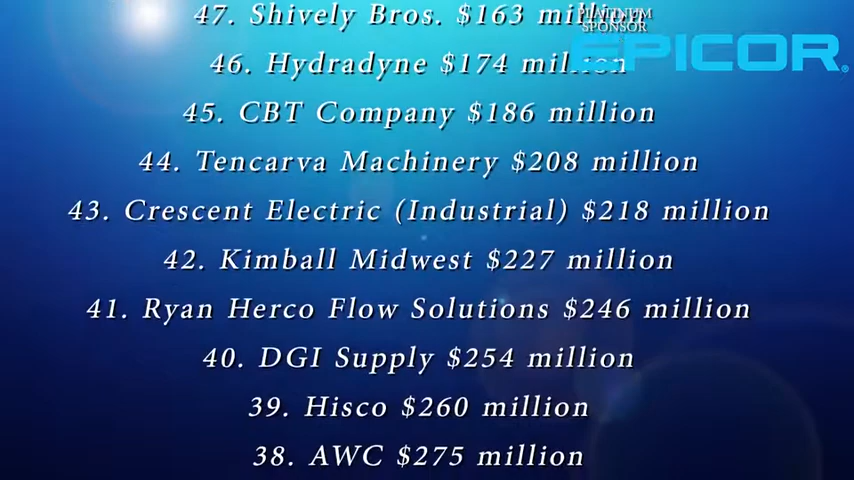 47. Shively Bros. $163 million
PLATINUM
SPONSOR
EPICOR®
46. Hydradyne $174 million
45. CBT Company $186 million
44. Tencarva Machinery $208 million
43. Crescent Electric (Industrial) $218 million
42. Kimball Midwest $227 million
41. Ryan Herco Flow Solutions $246 million
40. DGI Supply $254 million
39. Hisco $260 million
38. AWC $275 million